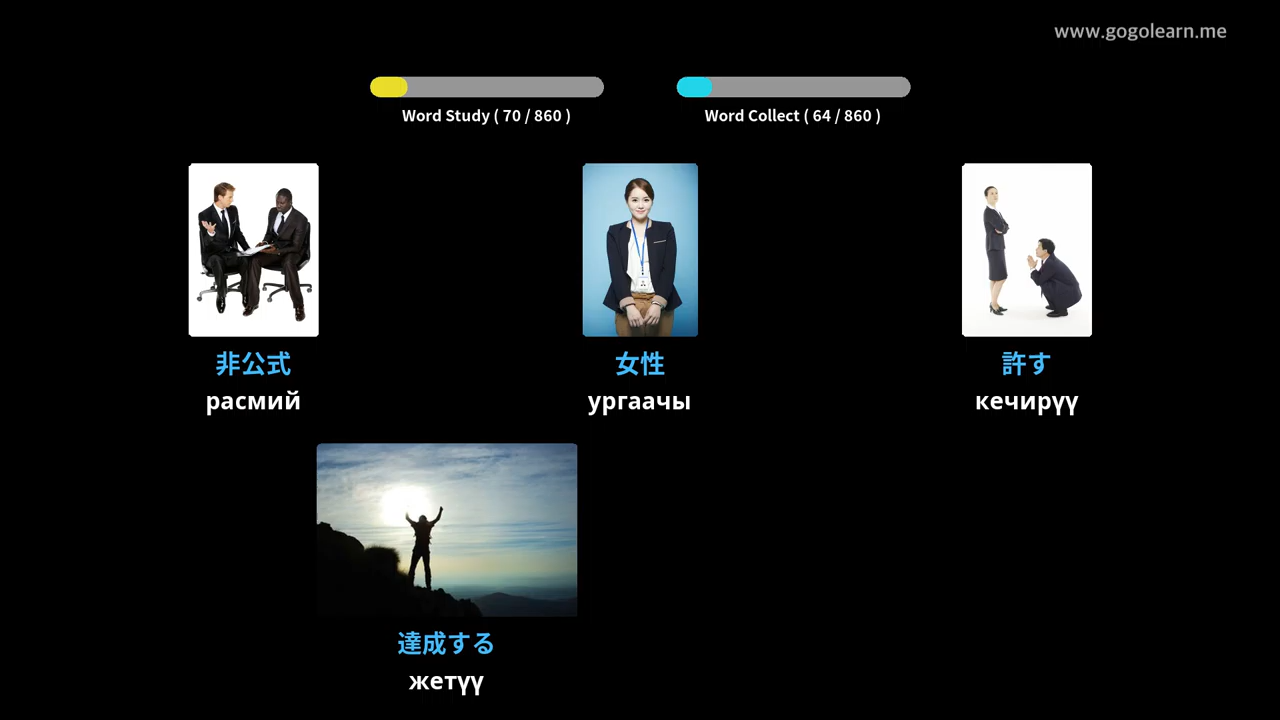 www.gogolearn.me
Word Study ( 70 / 860 )
Word Collect ( 64 / 860 )
非公式
расмий
女性
ургаачы
許す
кечирүү
達成する
жетүү